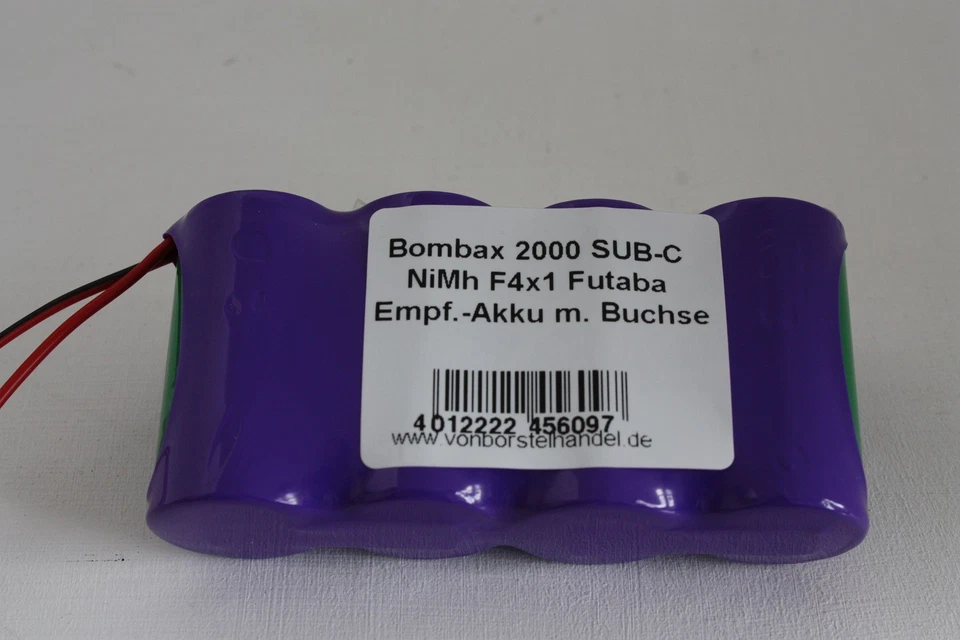 Bombax 2000 SUB-C
NiMh F4x1 Futaba
Empf.-Akku m. Buchse
4 012222 456097
www.vonborstelhandel.de